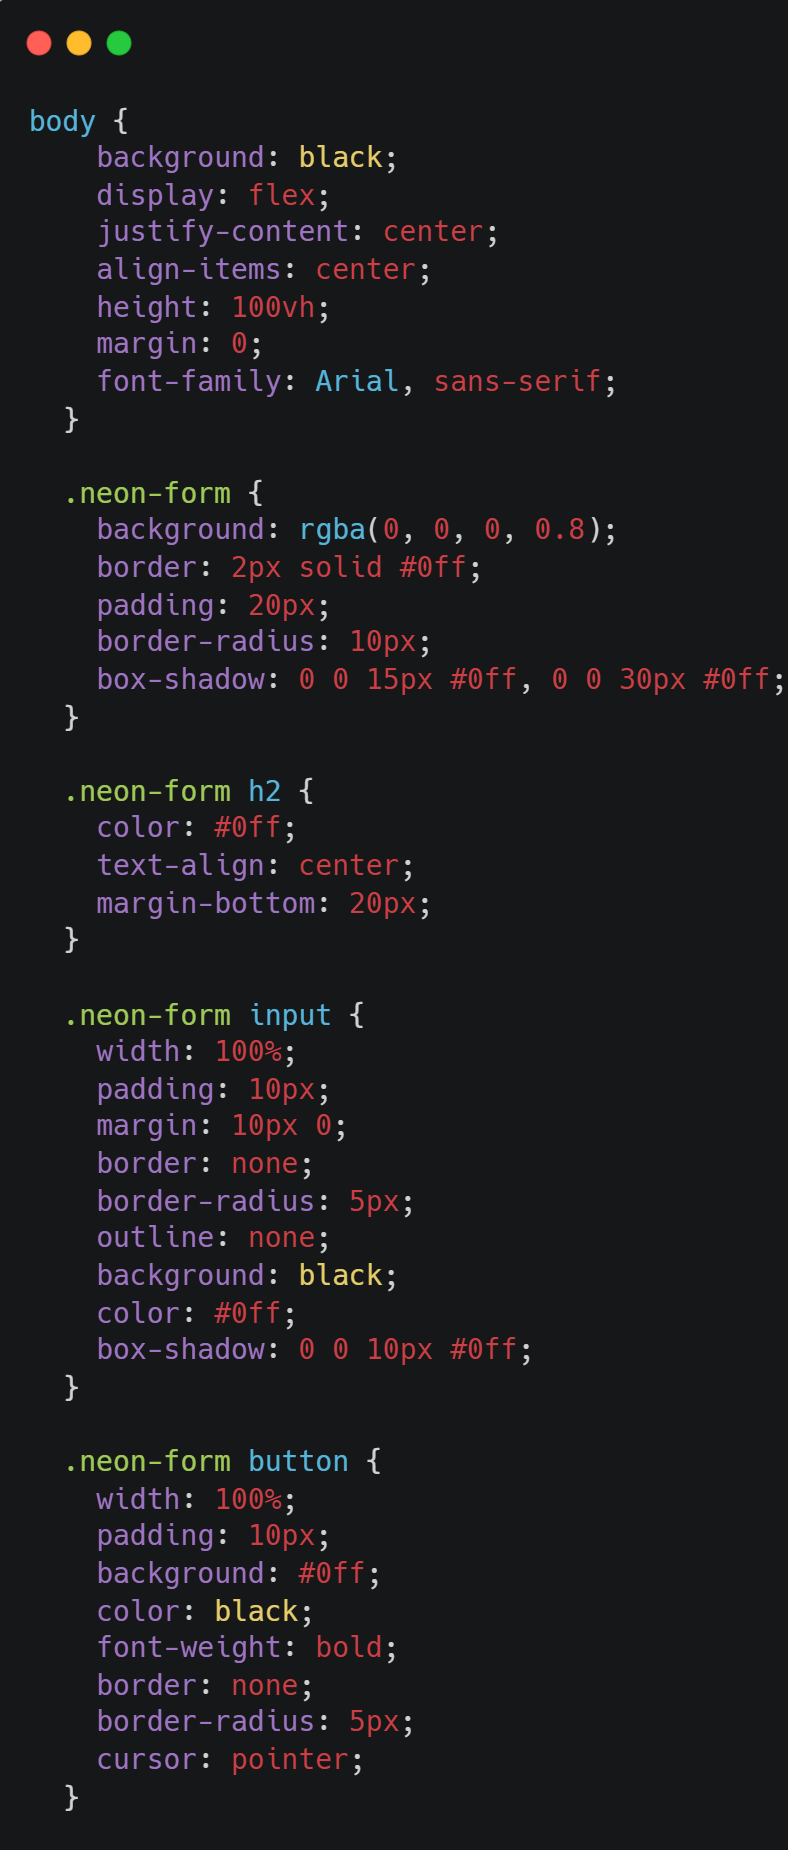 body {
    background: black;
    display: flex;
    justify-content: center;
    align-items: center;
    height: 100vh;
    margin: 0;
    font-family: Arial, sans-serif;
  }

  .neon-form {
    background: rgba(0, 0, 0, 0.8);
    border: 2px solid #0ff;
    padding: 20px;
    border-radius: 10px;
    box-shadow: 0 0 15px #0ff, 0 0 30px #0ff;
  }

  .neon-form h2 {
    color: #0ff;
    text-align: center;
    margin-bottom: 20px;
  }

  .neon-form input {
    width: 100%;
    padding: 10px;
    margin: 10px 0;
    border: none;
    border-radius: 5px;
    outline: none;
    background: black;
    color: #0ff;
    box-shadow: 0 0 10px #0ff;
  }

  .neon-form button {
    width: 100%;
    padding: 10px;
    background: #0ff;
    color: black;
    font-weight: bold;
    border: none;
    border-radius: 5px;
    cursor: pointer;
  }